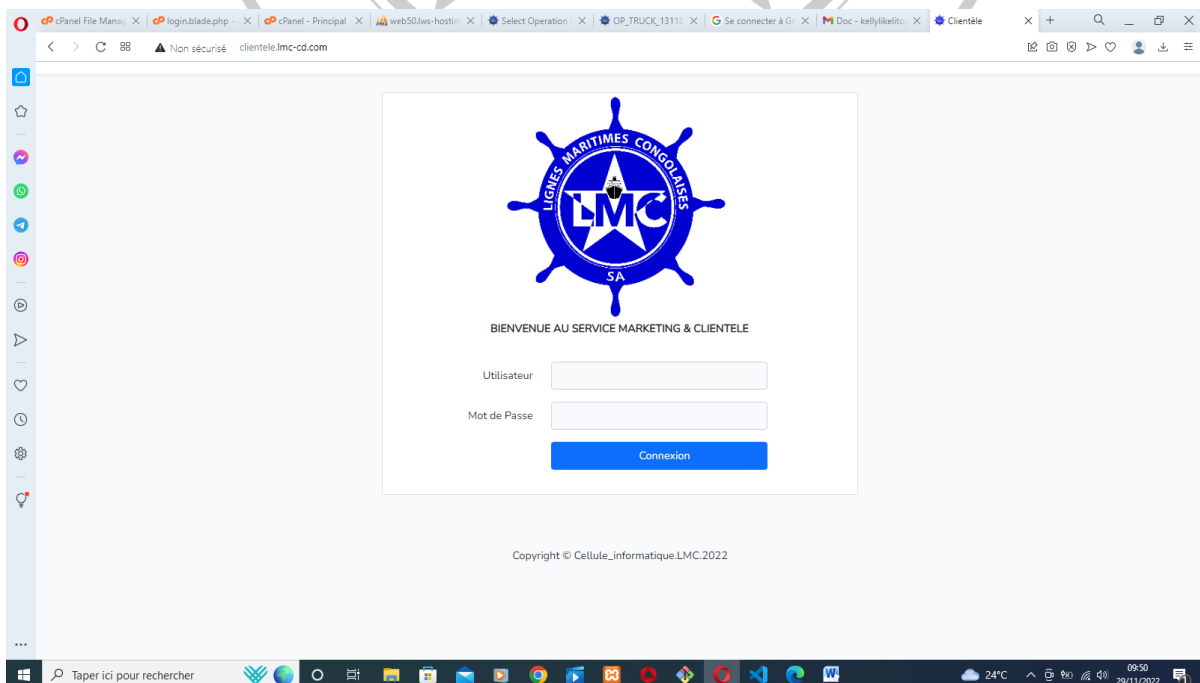 cPanel File Manag
login.blade.php -
cPanel - Principal
web50.lws-hostin
Select Operation
OP_TRUCK_13118
Se connecter à Gr
Doc - kellylikelito
Clientèle
Non sécurisé clientele.lmc-cd.com
LIGNES MARITIMES CONGOLAISES
LMC
SA
BIENVENUE AU SERVICE MARKETING & CLIENTELE
Utilisateur
Mot de Passe
Connexion
Copyright © Cellule_informatique.LMC.2022
Taper ici pour rechercher
24°C
09:50
29/11/2022